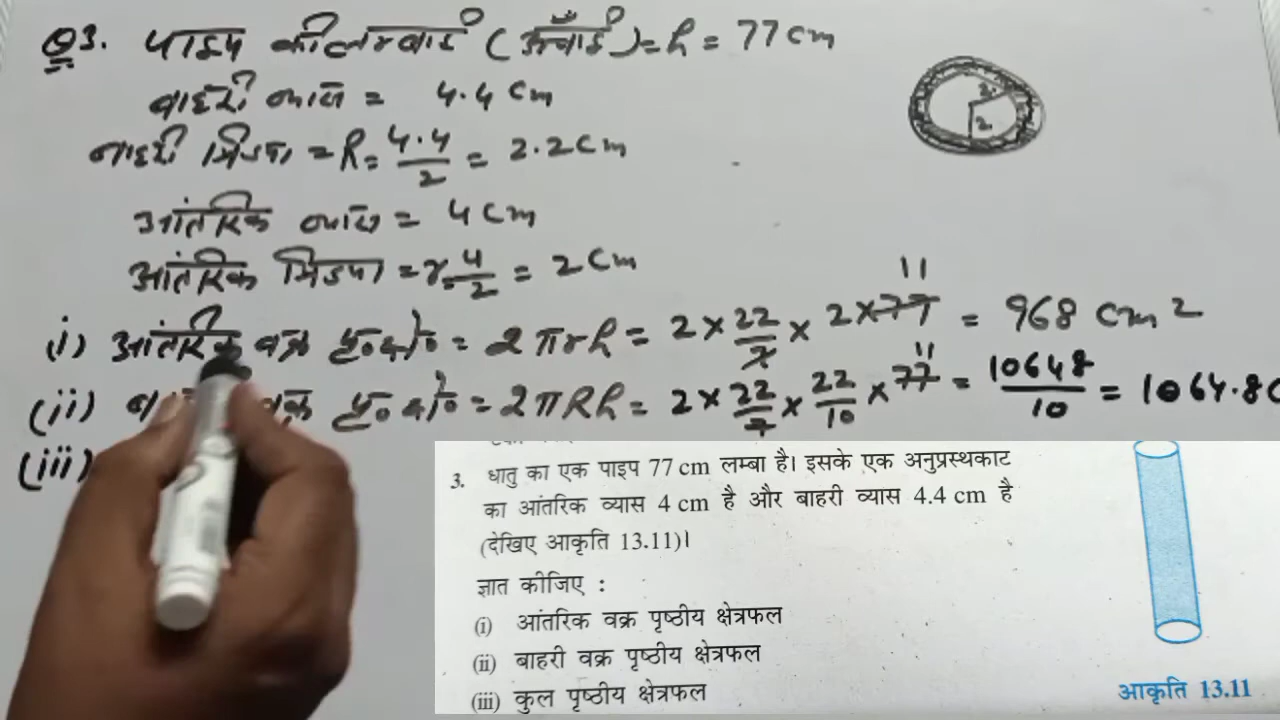 Q3. पाइप की लम्बाई (ऊँचाई) = h = 77 cm
बाहरी व्यास = 4.4 cm
बाहरी त्रिज्या = R = 4.4/2 = 2.2 cm
आंतरिक व्यास = 4 cm
आंतरिक त्रिज्या = r = 4/2 = 2 cm
(i) आंतरिक वक्र पृ० क्षे० = 2πrh = 2 × 22/7 × 2 × 77 11 = 968 cm2
(ii) वक्र पृ० क्षे० = 2πRh = 2 × 22/7 × 22/10 × 77 11 = 10648/10 = 1064.8
(iii)
3. धातु का एक पाइप 77 cm लम्बा है। इसके एक अनुप्रस्थकाट
का आंतरिक व्यास 4 cm है और बाहरी व्यास 4.4 cm है
(देखिए आकृति 13.11)।
ज्ञात कीजिए :
(i) आंतरिक वक्र पृष्ठीय क्षेत्रफल
(ii) बाहरी वक्र पृष्ठीय क्षेत्रफल
(iii) कुल पृष्ठीय क्षेत्रफल
आकृति 13.11